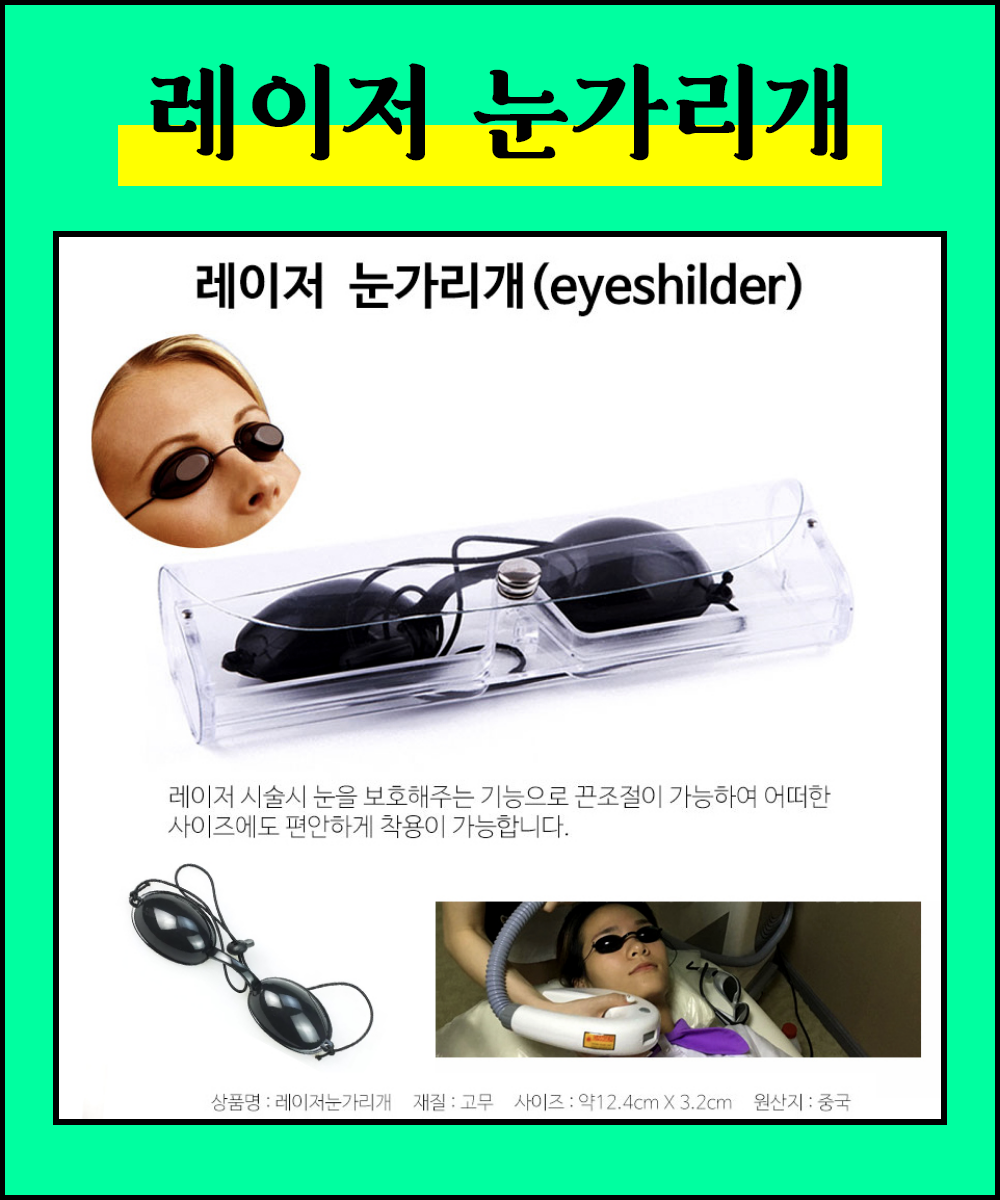 레이저 눈가리개
레이저 눈가리개(eyeshilder)
레이저 시술시 눈을 보호해주는 기능으로 끈조절이 가능하여 어떠한
사이즈에도 편안하게 착용이 가능합니다.
상품명 : 레이저눈가리개 재질 : 고무 사이즈 : 약12.4cm X 3.2cm 원산지 : 중국